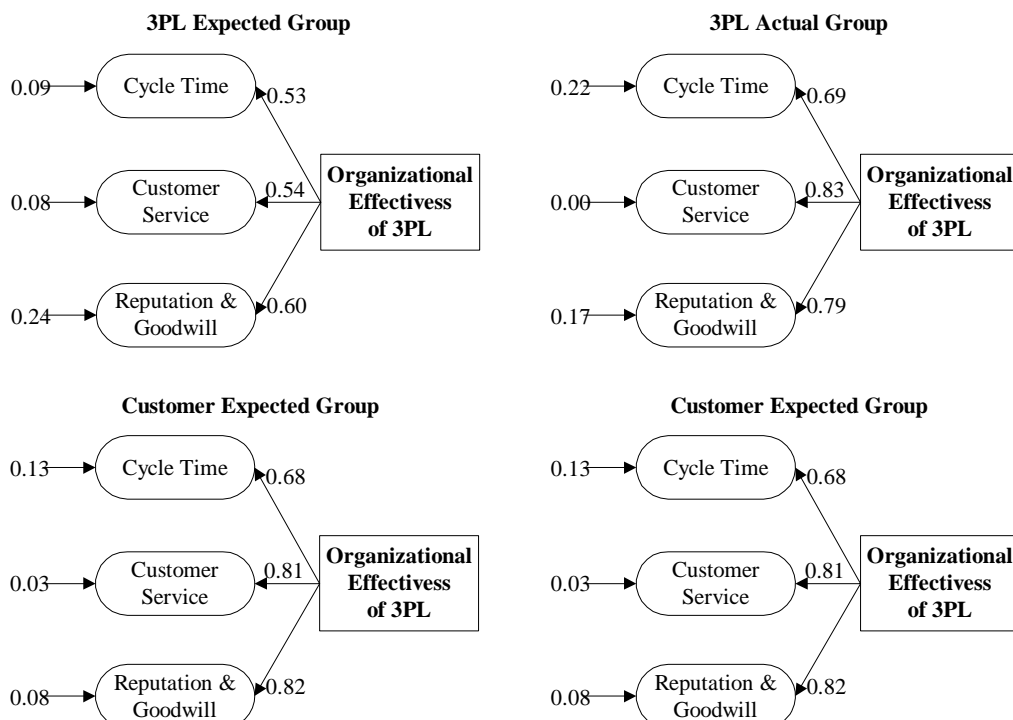 3PL Expected Group
0.09
Cycle Time
0.53
0.08
Customer
Service
0.54
Organizational
Effectivess
of 3PL
0.24
Reputation &
Goodwill
0.60
3PL Actual Group
0.22
Cycle Time
0.69
0.00
Customer
Service
0.83
Organizational
Effectivess
of 3PL
0.17
Reputation &
Goodwill
0.79
Customer Expected Group
0.13
Cycle Time
0.68
0.03
Customer
Service
0.81
Organizational
Effectivess
of 3PL
0.08
Reputation &
Goodwill
0.82
Customer Expected Group
0.13
Cycle Time
0.68
0.03
Customer
Service
0.81
Organizational
Effectivess
of 3PL
0.08
Reputation &
Goodwill
0.82